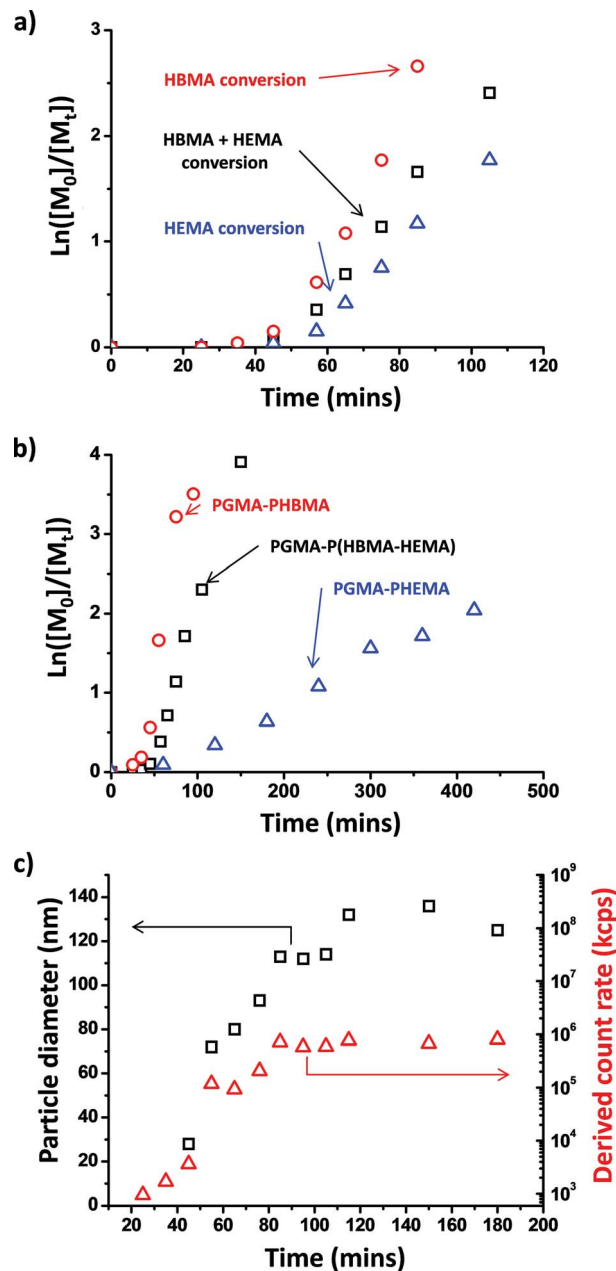 a)
3
2
1
0
Ln([M₀]/[Mₜ])
HBMA conversion
HBMA + HEMA
conversion
HEMA conversion
0 20 40 60 80 100 120
Time (mins)
b)
4
3
2
1
0
Ln([M₀]/[Mₜ])
PGMA-PHBMA
PGMA-P(HBMA-HEMA)
PGMA-PHEMA
0 100 200 300 400 500
Time (mins)
c)
140
120
100
80
60
40
20
0
Particle diameter (nm)
10⁹
10⁸
10⁷
10⁶
10⁵
10⁴
10³
Derived count rate (kcps)
20 40 60 80 100 120 140 160 180 200
Time (mins)